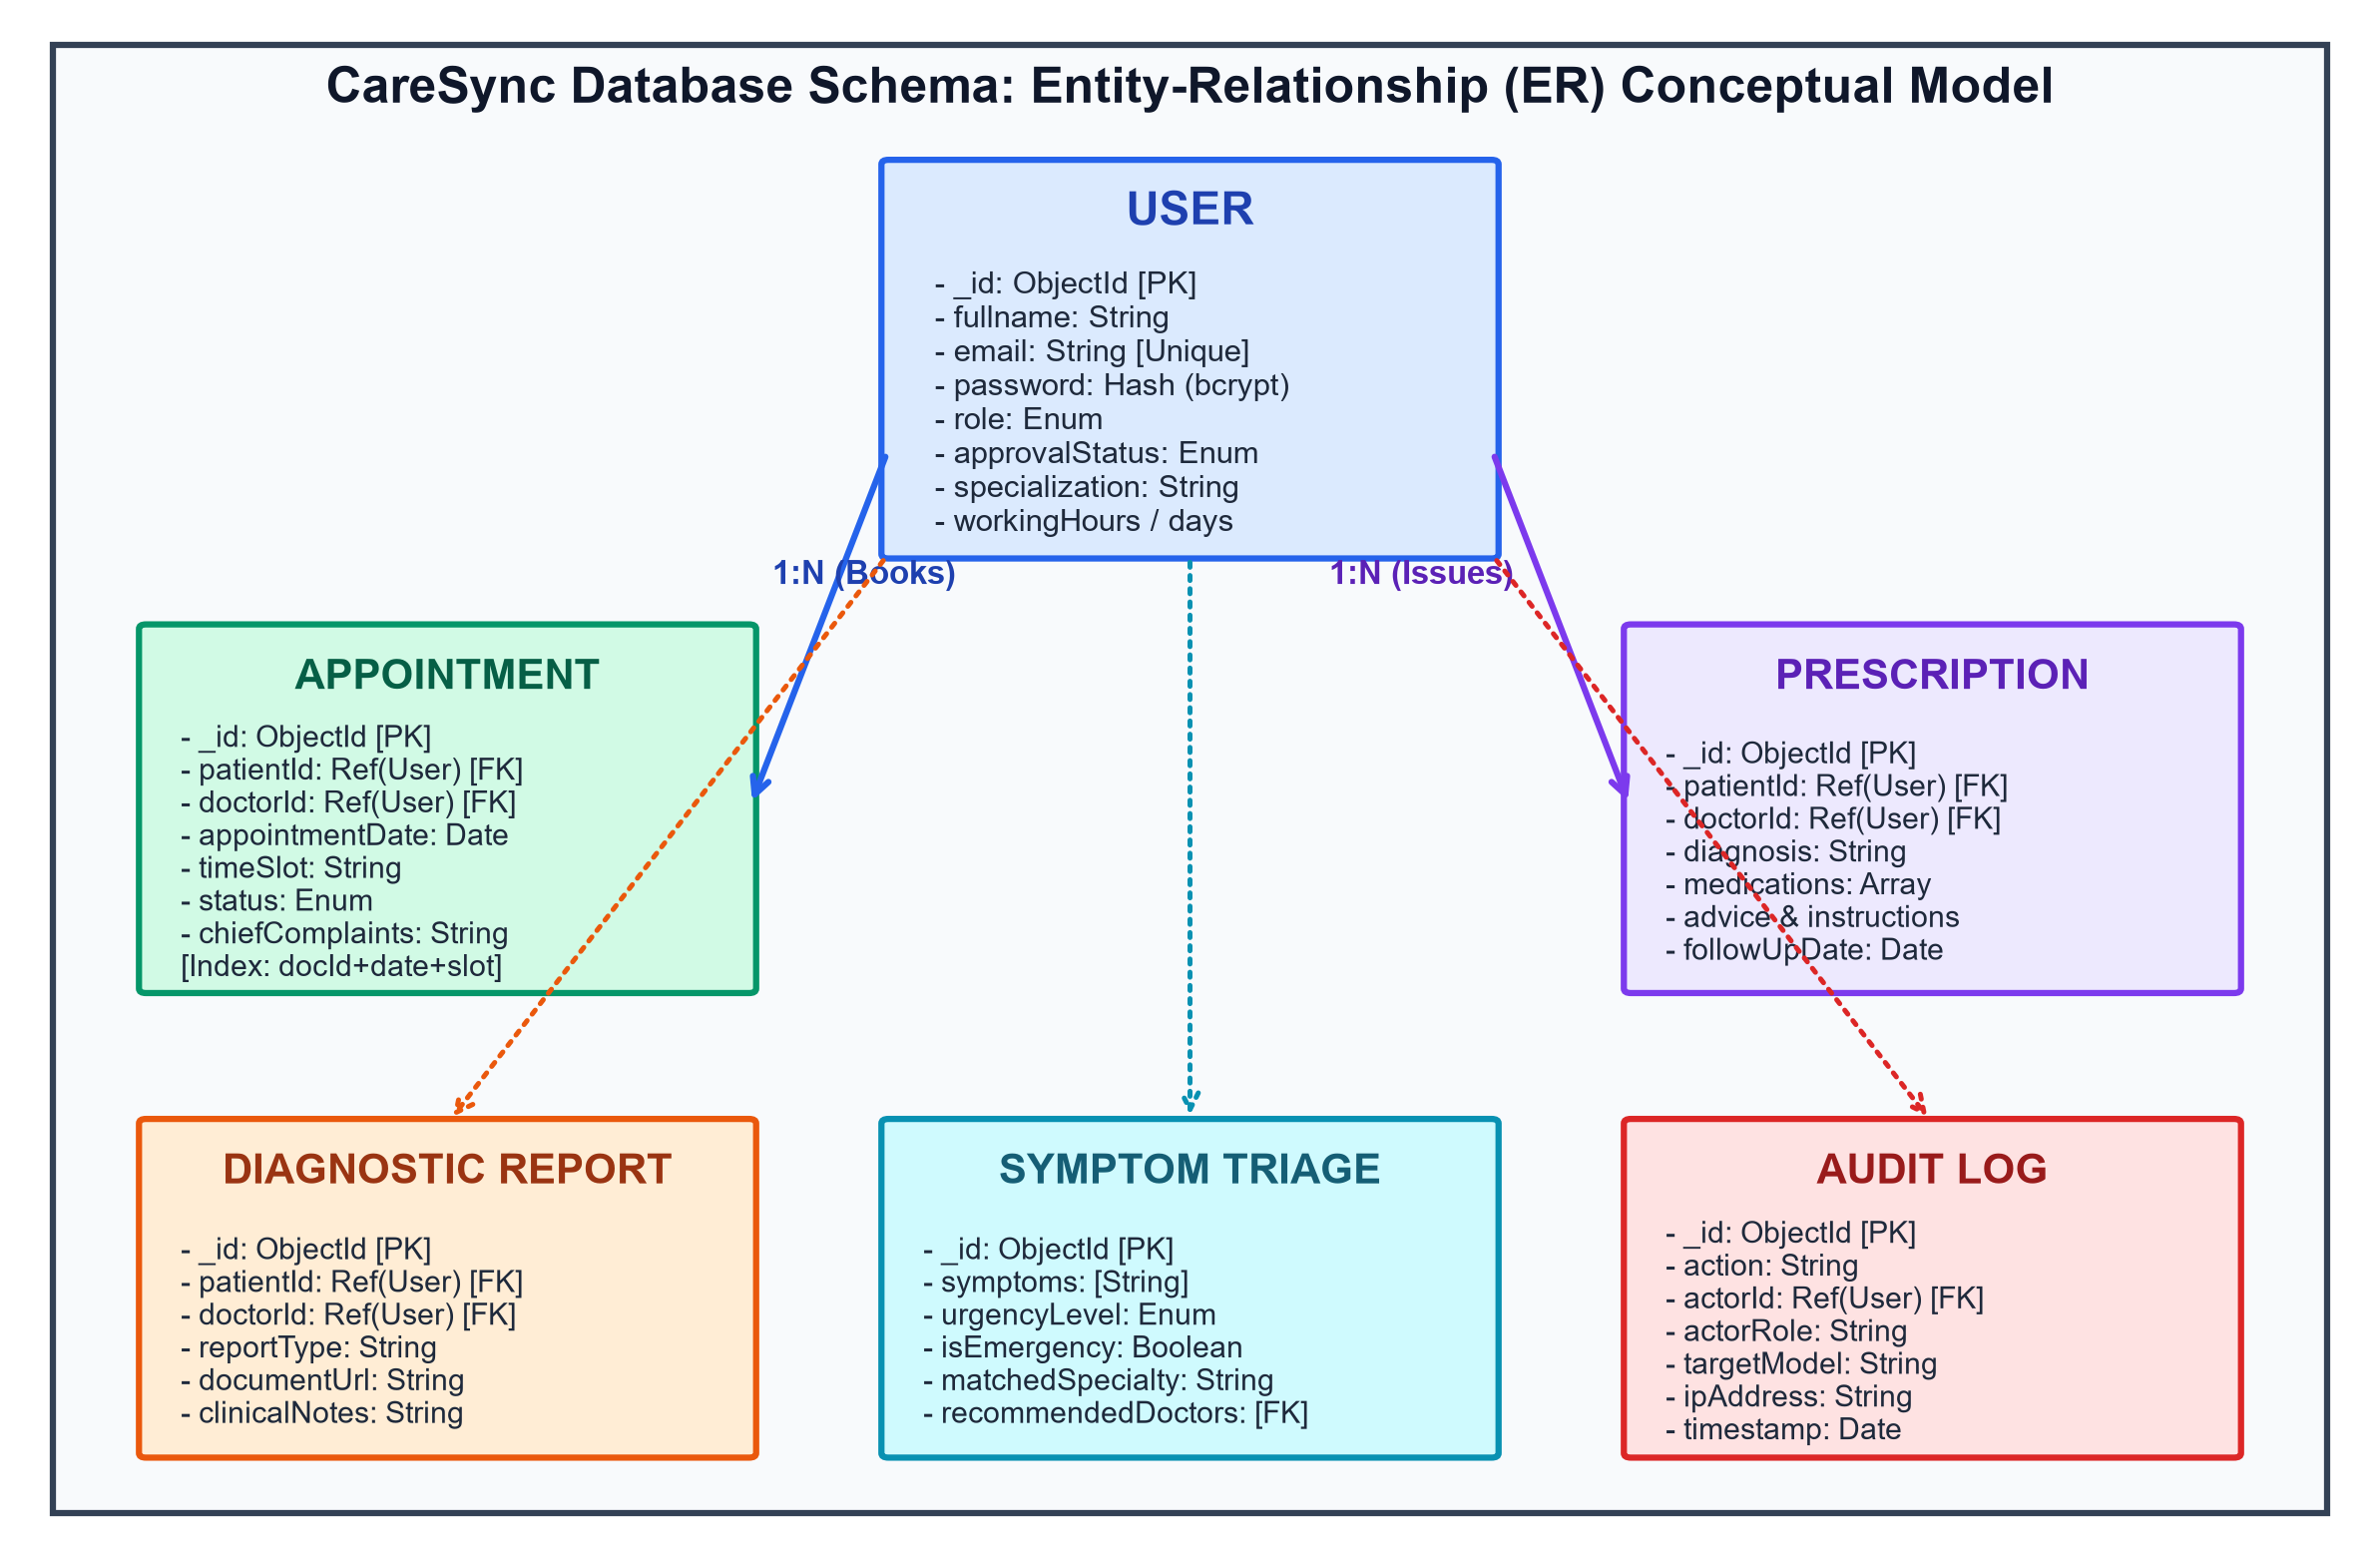 CareSync Database Schema: Entity-Relationship (ER) Conceptual Model
USER
- _id: ObjectId [PK]
- fullname: String
- email: String [Unique]
- password: Hash (bcrypt)
- role: Enum
- approvalStatus: Enum
- specialization: String
- workingHours / days
1:N (Books)
1:N (Issues)
APPOINTMENT
- _id: ObjectId [PK]
- patientId: Ref(User) [FK]
- doctorId: Ref(User) [FK]
- appointmentDate: Date
- timeSlot: String
- status: Enum
- chiefComplaints: String
[Index: docId+date+slot]
PRESCRIPTION
- _id: ObjectId [PK]
- patientId: Ref(User) [FK]
- doctorId: Ref(User) [FK]
- diagnosis: String
- medications: Array
- advice & instructions
- followUpDate: Date
DIAGNOSTIC REPORT
- _id: ObjectId [PK]
- patientId: Ref(User) [FK]
- doctorId: Ref(User) [FK]
- reportType: String
- documentUrl: String
- clinicalNotes: String
SYMPTOM TRIAGE
- _id: ObjectId [PK]
- symptoms: [String]
- urgencyLevel: Enum
- isEmergency: Boolean
- matchedSpecialty: String
- recommendedDoctors: [FK]
AUDIT LOG
- _id: ObjectId [PK]
- action: String
- actorId: Ref(User) [FK]
- actorRole: String
- targetModel: String
- ipAddress: String
- timestamp: Date